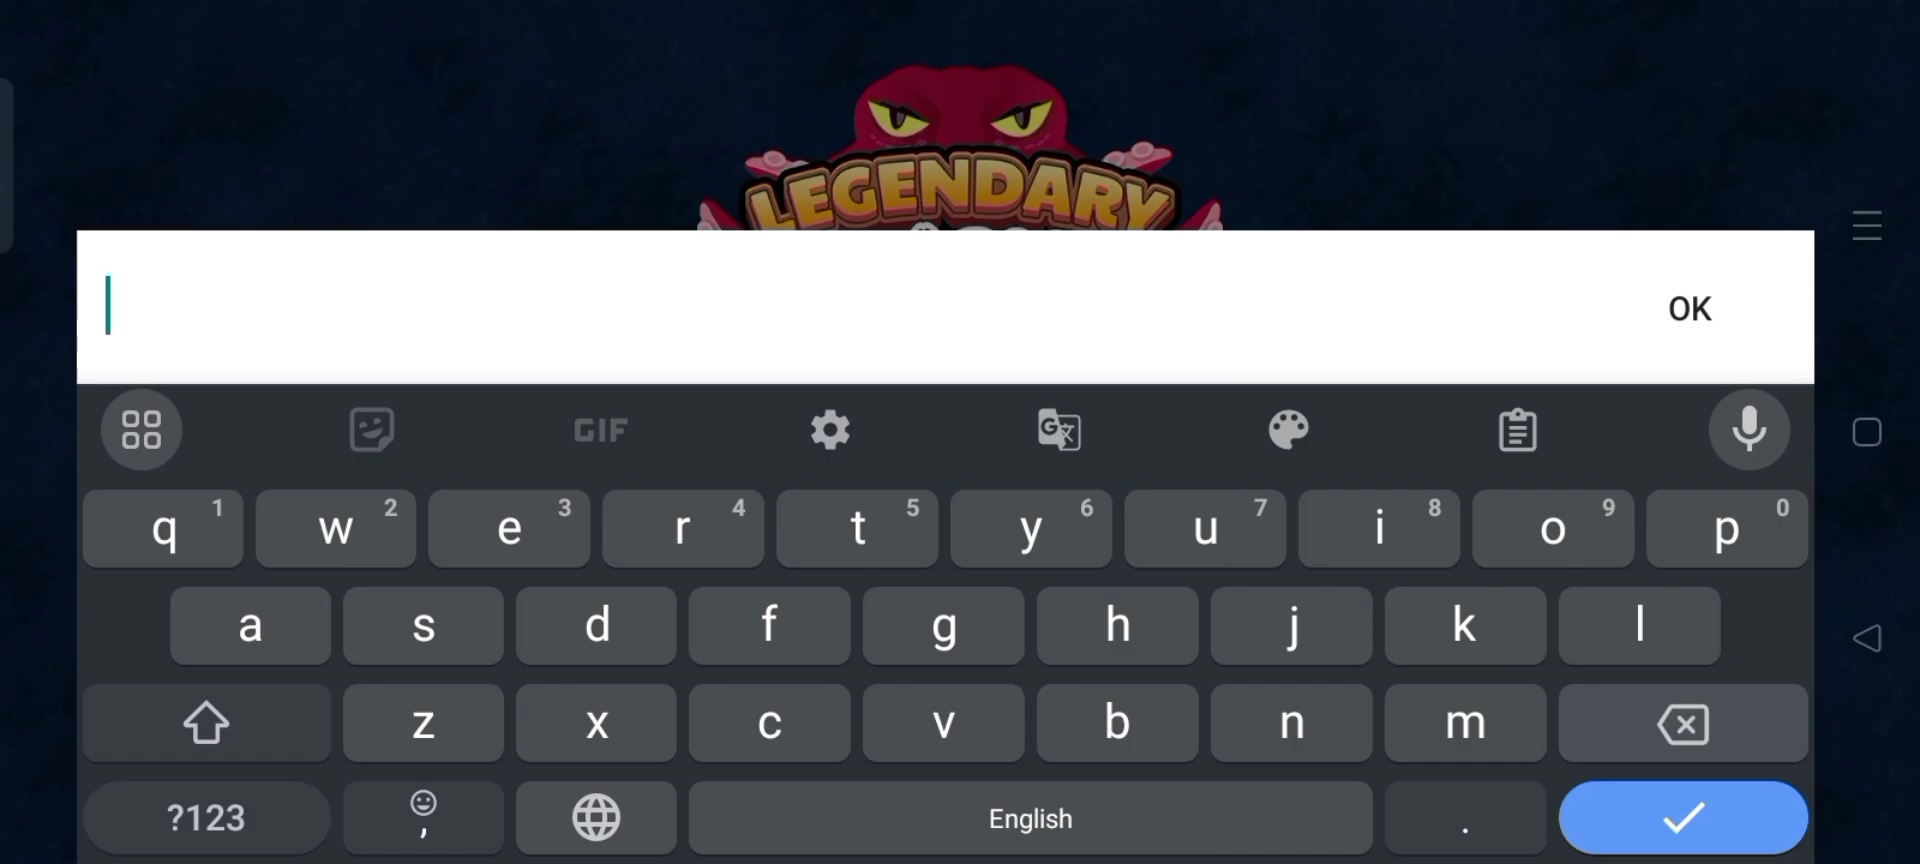 LEGENDARY
OK
GIF
q 1 w 2 e 3 r 4 t 5 y 6 u 7 i 8 o 9 p 0
a s d f g h j k l
z x c v b n m
?123 , English .